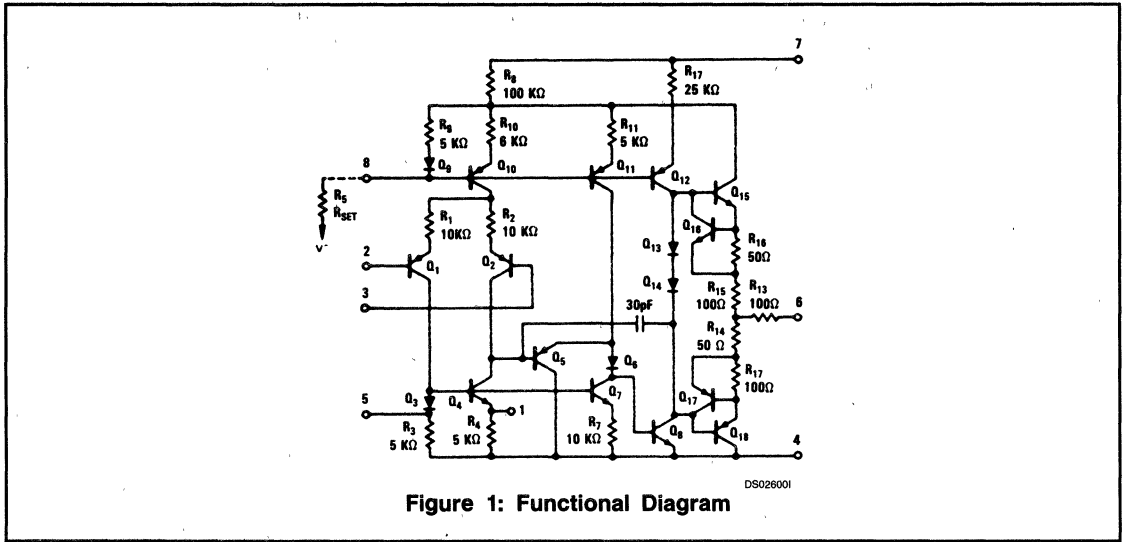 7
R8
100 KΩ
R17
25 KΩ
R9
5 KΩ
R10
6 KΩ
R11
5 KΩ
8
Q9
Q10
Q11
Q12
Q15
R5
RSET
V-
R1
10KΩ
R2
10 KΩ
Q16
Q13
R16
50Ω
2
Q1
Q2
Q14
R15
100Ω
R13
100Ω
3
30pF
6
R14
50 Ω
Q5
Q6
R17
100Ω
Q3
Q4
Q7
Q17
5
1
R3
5 KΩ
R4
5 KΩ
R7
10 KΩ
Q8
Q18
4
DS02600I
Figure 1: Functional Diagram